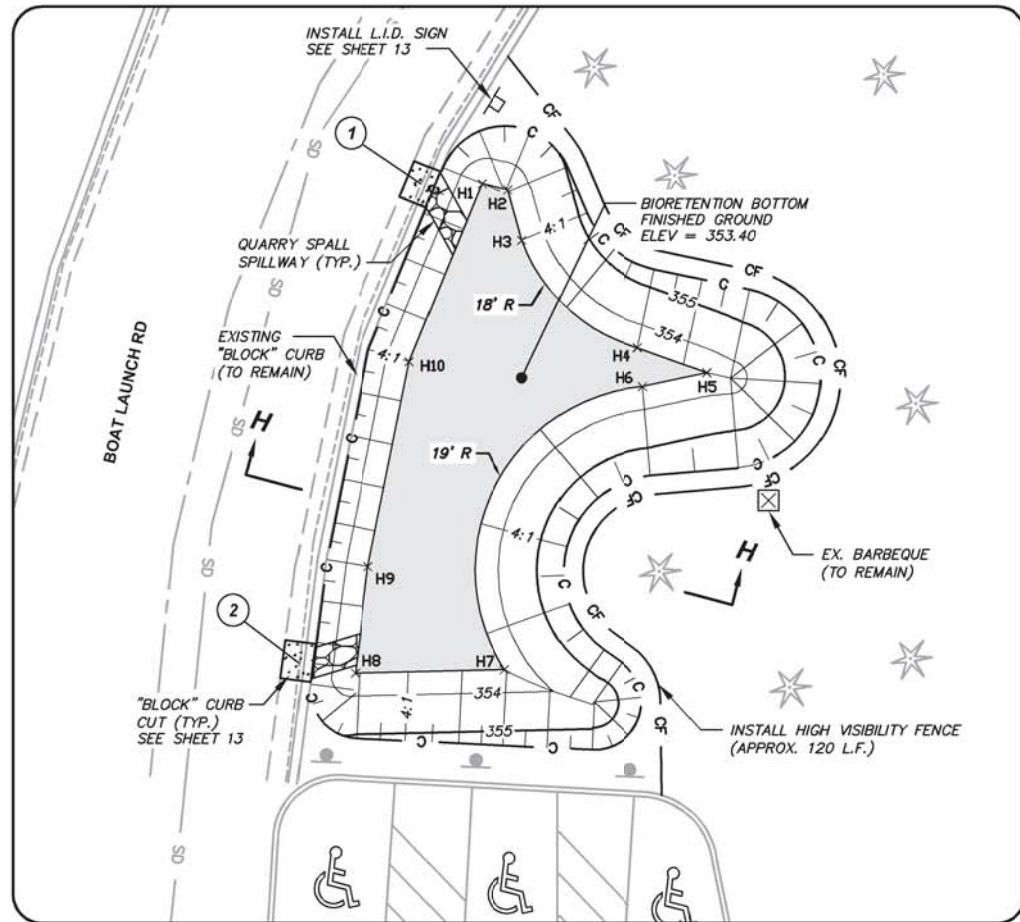 INSTALL L.I.D. SIGN
SEE SHEET 13
CF
C
SD
1
H1
H2
BIORETENTION BOTTOM
FINISHED GROUND
ELEV = 353.40
4:1
H3
C
CF
QUARRY SPALL
SPILLWAY (TYP.)
CF
C
355
SD
18' R
C
354
EXISTING
"BLOCK" CURB
(TO REMAIN)
4:1
H10
H4
H5
H6
C
CF
BOAT LAUNCH RD
H
SD
C
19' R
C
CF
C
CF
4:1
EX. BARBEQUE
(TO REMAIN)
H
SD
C
H9
C
CF
2
H8
H7
354
4:1
C
355
C
C
C
CF
"BLOCK" CURB
CUT (TYP.)
SEE SHEET 13
INSTALL HIGH VISIBILITY FENCE
(APPROX. 120 L.F.)
SD